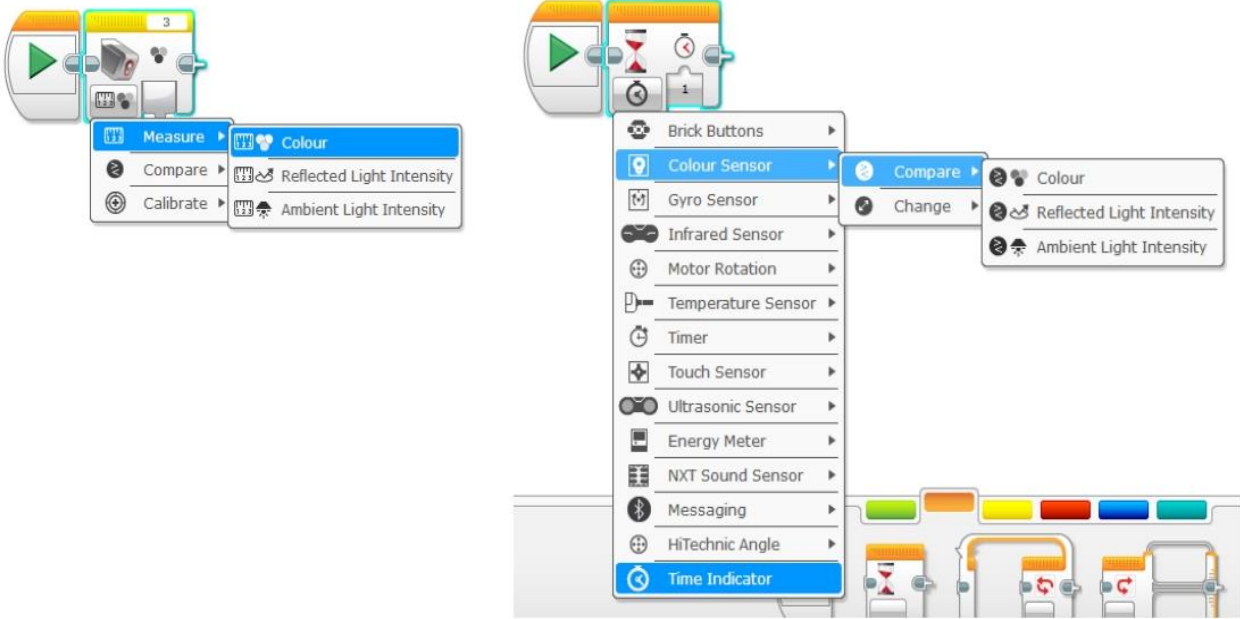 3
Measure
Compare
Calibrate
Colour
Reflected Light Intensity
Ambient Light Intensity
1
Brick Buttons
Colour Sensor
Gyro Sensor
Infrared Sensor
Motor Rotation
Temperature Sensor
Timer
Touch Sensor
Ultrasonic Sensor
Energy Meter
NXT Sound Sensor
Messaging
HiTechnic Angle
Time Indicator
Compare
Change
Colour
Reflected Light Intensity
Ambient Light Intensity